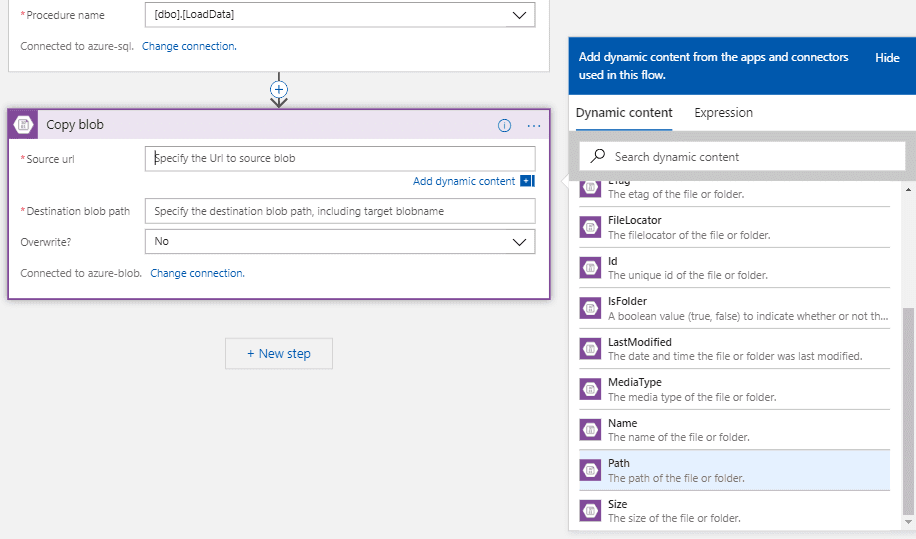 *Procedure name
[dbo].[LoadData]
Connected to azure-sql. Change connection.
Copy blob
*Source url
Specify the Url to source blob
Add dynamic content
*Destination blob path
Specify the destination blob path, including target blobname
Overwrite?
No
Connected to azure-blob. Change connection.
+ New step
Add dynamic content from the apps and connectors
used in this flow.
Hide
Dynamic content Expression
Search dynamic content
ETag
The etag of the file or folder.
FileLocator
The filelocator of the file or folder.
Id
The unique id of the file or folder.
IsFolder
A boolean value (true, false) to indicate whether or not th...
LastModified
The date and time the file or folder was last modified.
MediaType
The media type of the file or folder.
Name
The name of the file or folder.
Path
The path of the file or folder.
Size
The size of the file or folder.